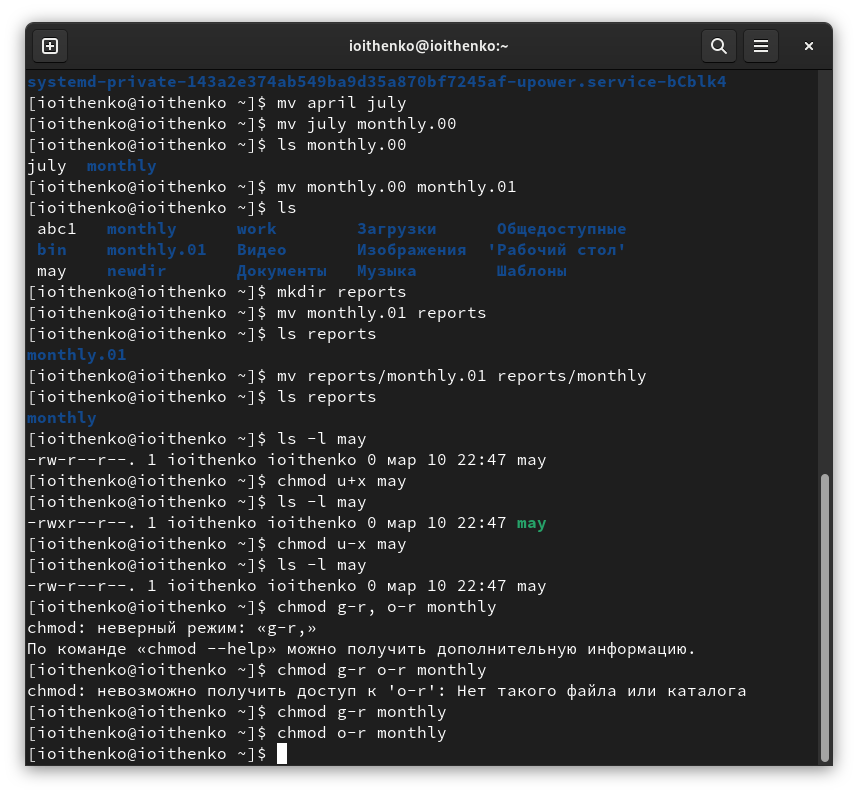 ioithenko@ioithenko:~
systemd-private-143a2e374ab549ba9d35a870bf7245af-upower.service-bCblk4
[ioithenko@ioithenko ~]$ mv april july
[ioithenko@ioithenko ~]$ mv july monthly.00
[ioithenko@ioithenko ~]$ ls monthly.00
july  monthly
[ioithenko@ioithenko ~]$ mv monthly.00 monthly.01
[ioithenko@ioithenko ~]$ ls
 abc1   monthly      work        Загрузки      Общедоступные
 bin    monthly.01   Видео       Изображения  'Рабочий стол'
 may    newdir       Документы   Музыка        Шаблоны
[ioithenko@ioithenko ~]$ mkdir reports
[ioithenko@ioithenko ~]$ mv monthly.01 reports
[ioithenko@ioithenko ~]$ ls reports
monthly.01
[ioithenko@ioithenko ~]$ mv reports/monthly.01 reports/monthly
[ioithenko@ioithenko ~]$ ls reports
monthly
[ioithenko@ioithenko ~]$ ls -l may
-rw-r--r--. 1 ioithenko ioithenko 0 мар 10 22:47 may
[ioithenko@ioithenko ~]$ chmod u+x may
[ioithenko@ioithenko ~]$ ls -l may
-rwxr--r--. 1 ioithenko ioithenko 0 мар 10 22:47 may
[ioithenko@ioithenko ~]$ chmod u-x may
[ioithenko@ioithenko ~]$ ls -l may
-rw-r--r--. 1 ioithenko ioithenko 0 мар 10 22:47 may
[ioithenko@ioithenko ~]$ chmod g-r, o-r monthly
chmod: неверный режим: «g-r,»
По команде «chmod --help» можно получить дополнительную информацию.
[ioithenko@ioithenko ~]$ chmod g-r o-r monthly
chmod: невозможно получить доступ к 'o-r': Нет такого файла или каталога
[ioithenko@ioithenko ~]$ chmod g-r monthly
[ioithenko@ioithenko ~]$ chmod o-r monthly
[ioithenko@ioithenko ~]$